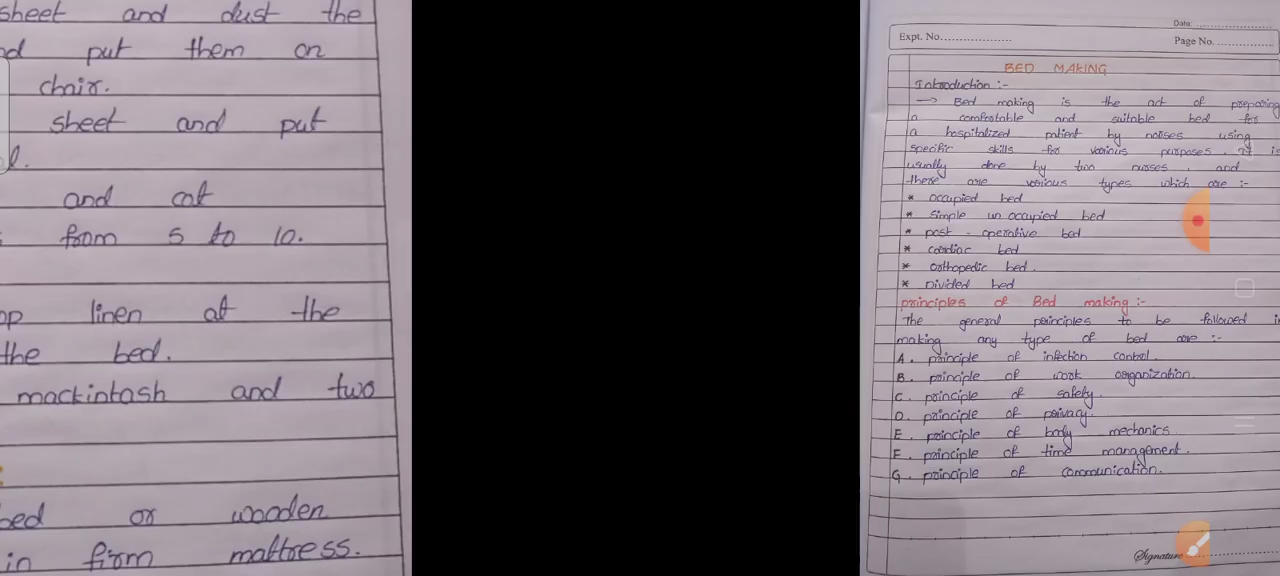 sheet and dust the
put them on
chair.
sheet and put
and cot
from 5 to 10.
linen at the
the bed.
mackintash and two
bed or wooden
in firm mattress.
Date: ........................
Expt. No...................
Page No. ...............
BED MAKING
Introduction :-
→ Bed making is the act of preparing
a comfortable and suitable bed for
a hospitalized patient by nurses using
specific skills for various purposes. It is
usually done by two nurses. and
there are various types which are :-
* occupied bed
* simple un occupied bed
* post - operative bed
* cardiac bed
* orthopedic bed.
* Divided bed
principles of Bed making :-
The general principles to be followed in
making any type of bed are :-
A. principle of infection control.
B. principle of work organization.
C. principle of safety.
D. principle of privacy.
E. principle of body mechanics
F. principle of time management.
G. principle of communication.
Signature